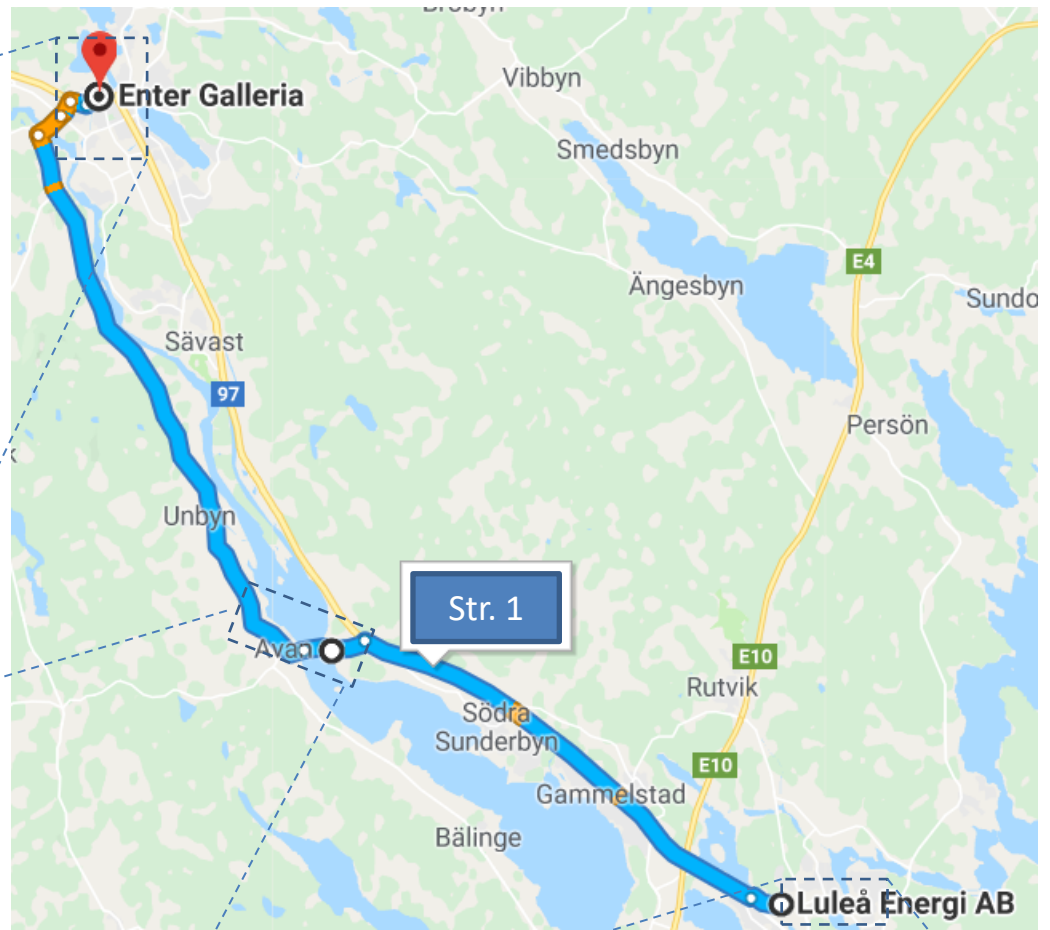 Enter Galleria
Vibbyn
Smedsbyn
E4
Ängesbyn
Sundo
Sävast
97
Persön
Unbyn
Str. 1
Avan
E10
Rutvik
Södra
Sunderbyn
E10
Gammelstad
Bälinge
Luleå Energi AB